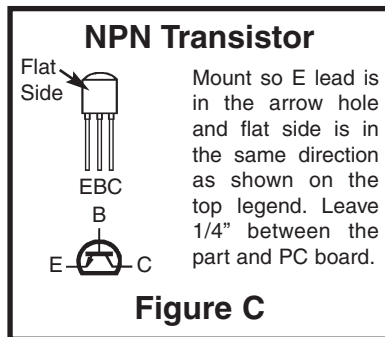 NPN Transistor
Flat
Side
Mount so E lead is
in the arrow hole
and flat side is in
the same direction
as shown on the
top legend. Leave
1/4” between the
part and PC board.
EBC
B
E C
Figure C